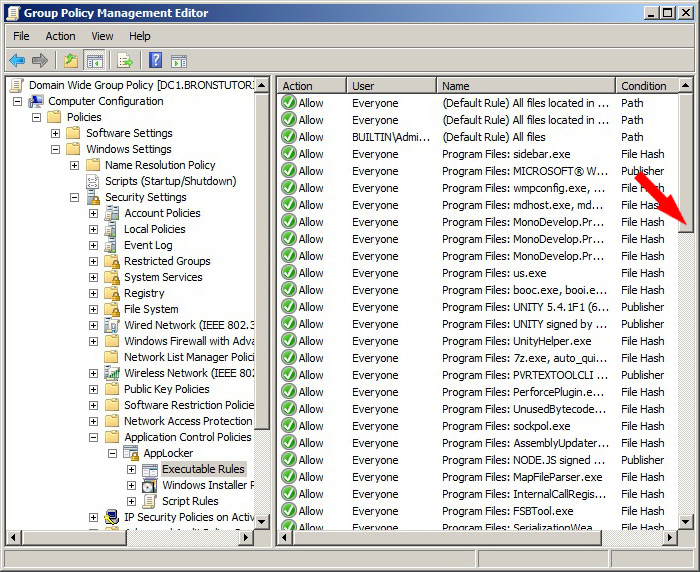 Group Policy Management Editor
File Action View Help
Domain Wide Group Policy [DC1.BRONSTUTORI
Computer Configuration
Policies
Software Settings
Windows Settings
Name Resolution Policy
Scripts (Startup/Shutdown)
Security Settings
Account Policies
Local Policies
Event Log
Restricted Groups
System Services
Registry
File System
Wired Network (IEEE 802.3
Windows Firewall with Adva
Network List Manager Polici
Wireless Network (IEEE 802
Public Key Policies
Software Restriction Policie
Network Access Protection
Application Control Policies
AppLocker
Executable Rules
Windows Installer R
Script Rules
IP Security Policies on Activ
Action User Name Condition
Allow Everyone (Default Rule) All files located in ... Path
Allow Everyone (Default Rule) All files located in ... Path
Allow BUILTIN\Admi... (Default Rule) All files Path
Allow Everyone Program Files: sidebar.exe File Hash
Allow Everyone Program Files: MICROSOFT® W... Publisher
Allow Everyone Program Files: wmpconfig.exe, ... File Hash
Allow Everyone Program Files: mdhost.exe, md... File Hash
Allow Everyone Program Files: MonoDevelop.Pr... File Hash
Allow Everyone Program Files: MonoDevelop.Pr... File Hash
Allow Everyone Program Files: MonoDevelop.Pr... File Hash
Allow Everyone Program Files: us.exe File Hash
Allow Everyone Program Files: booc.exe, booi.e... File Hash
Allow Everyone Program Files: UNITY 5.4.1F1 (6... Publisher
Allow Everyone Program Files: UNITY signed by ... Publisher
Allow Everyone Program Files: UnityHelper.exe File Hash
Allow Everyone Program Files: 7z.exe, auto_qui... File Hash
Allow Everyone Program Files: PVRTEXTOOLCLI ... Publisher
Allow Everyone Program Files: PerforcePlugin.e... File Hash
Allow Everyone Program Files: UnusedBytecode... File Hash
Allow Everyone Program Files: sockpol.exe File Hash
Allow Everyone Program Files: AssemblyUpdater... File Hash
Allow Everyone Program Files: NODE.JS signed ... Publisher
Allow Everyone Program Files: MapFileParser.exe File Hash
Allow Everyone Program Files: InternalCallRegis... File Hash
Allow Everyone Program Files: FSBTool.exe File Hash
Allow Everyone Program Files: SerializationWea... File Hash